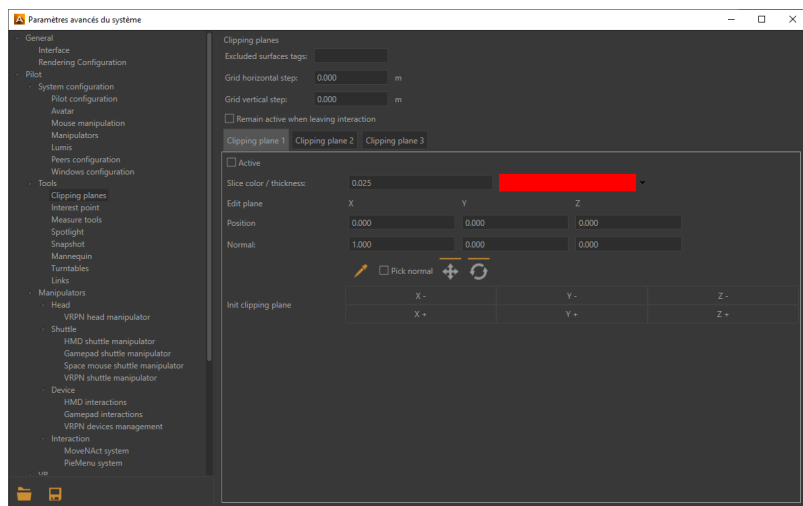 Paramètres avancés du système
General
Interface
Rendering Configuration
Pilot
System configuration
Pilot configuration
Avatar
Mouse manipulation
Manipulators
Lumis
Peers configuration
Windows configuration
Tools
Clipping planes
Interest point
Measure tools
Spotlight
Snapshot
Mannequin
Turntables
Links
Manipulators
Head
VRPN head manipulator
Shuttle
HMD shuttle manipulator
Gamepad shuttle manipulator
Space mouse shuttle manipulator
VRPN shuttle manipulator
Device
HMD interactions
Gamepad interactions
VRPN devices management
Interaction
MoveNAct system
PieMenu system
Clipping planes
Excluded surfaces tags:
Grid horizontal step: 0.000 m
Grid vertical step: 0.000 m
Remain active when leaving interaction
Clipping plane 1 Clipping plane 2 Clipping plane 3
Active
Slice color / thickness: 0.025
Edit plane X Y Z
Position 0.000 0.000 0.000
Normal: 1.000 0.000 0.000
Pick normal
Init clipping plane
X - Y - Z -
X + Y + Z +